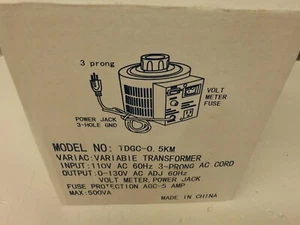 3 prong
VOLT
METER
FUSE
POWER JACK
3-HOLE GND
MODEL NO: TDGC-0.5KM
VARIAC:VARIABIE TRANSFORMER
INPUT:110V AC 60Hz 3-PRONG AC CORD
OUTPUT:0-130V AC ADJ 60Hz
VOLT METER,POWER JACK
FUSE PROTECTION AGC-5 AMP
MAX:500VA
MADE IN CHINA